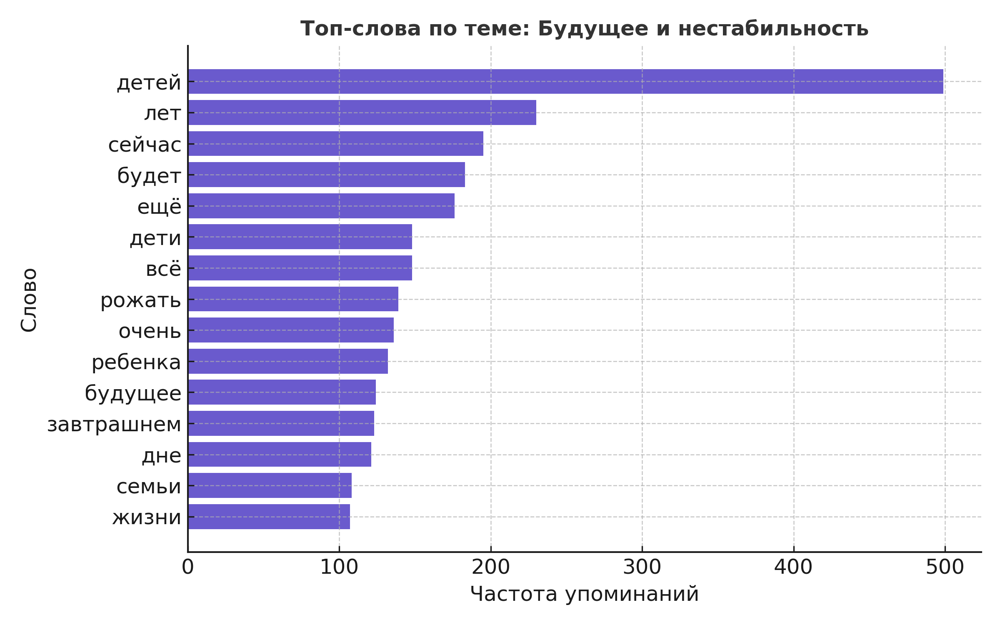 Топ-слова по теме: Будущее и нестабильность
Слово
детей
лет
сейчас
будет
ещё
дети
всё
рожать
очень
ребенка
будущее
завтрашнем
дне
семьи
жизни
0 100 200 300 400 500
Частота упоминаний